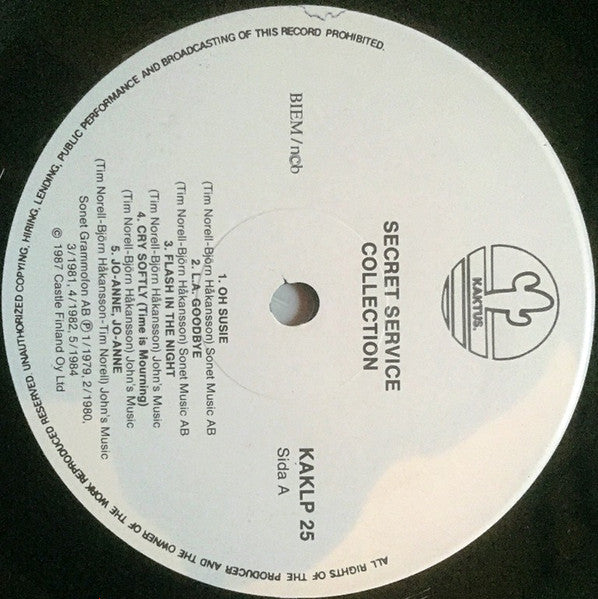 KAKTUS.
SECRET SERVICE
COLLECTION
BIEM/ncb
KAKLP 25
Sida A
1. OH SUSIE
(Tim Norell-Björn Håkansson) Sonet Music AB
2. L.A. GOODBYE
(Tim Norell-Björn Håkansson) Sonet Music AB
3. FLASH IN THE NIGHT
(Tim Norell-Björn Håkansson) John's Music
4. CRY SOFTLY (Time is Mourning)
(Tim Norell-Björn Håkansson) John's Music
5. JO-ANNE, JO-ANNE
(Tim Norell-Björn Håkansson-Tim Norell) John's Music
Sonet Grammofon AB Ⓟ 1/1979, 2/1980,
3/1981, 4/1982, 5/1984
© 1987 Castle Finland Oy Ltd
ALL RIGHTS OF THE PRODUCER AND THE OWNER OF THE WORK REPRODUCED RESERVED. UNAUTHORIZED COPYING, HIRING, LENDING, PUBLIC PERFORMANCE AND BROADCASTING OF THIS RECORD PROHIBITED.